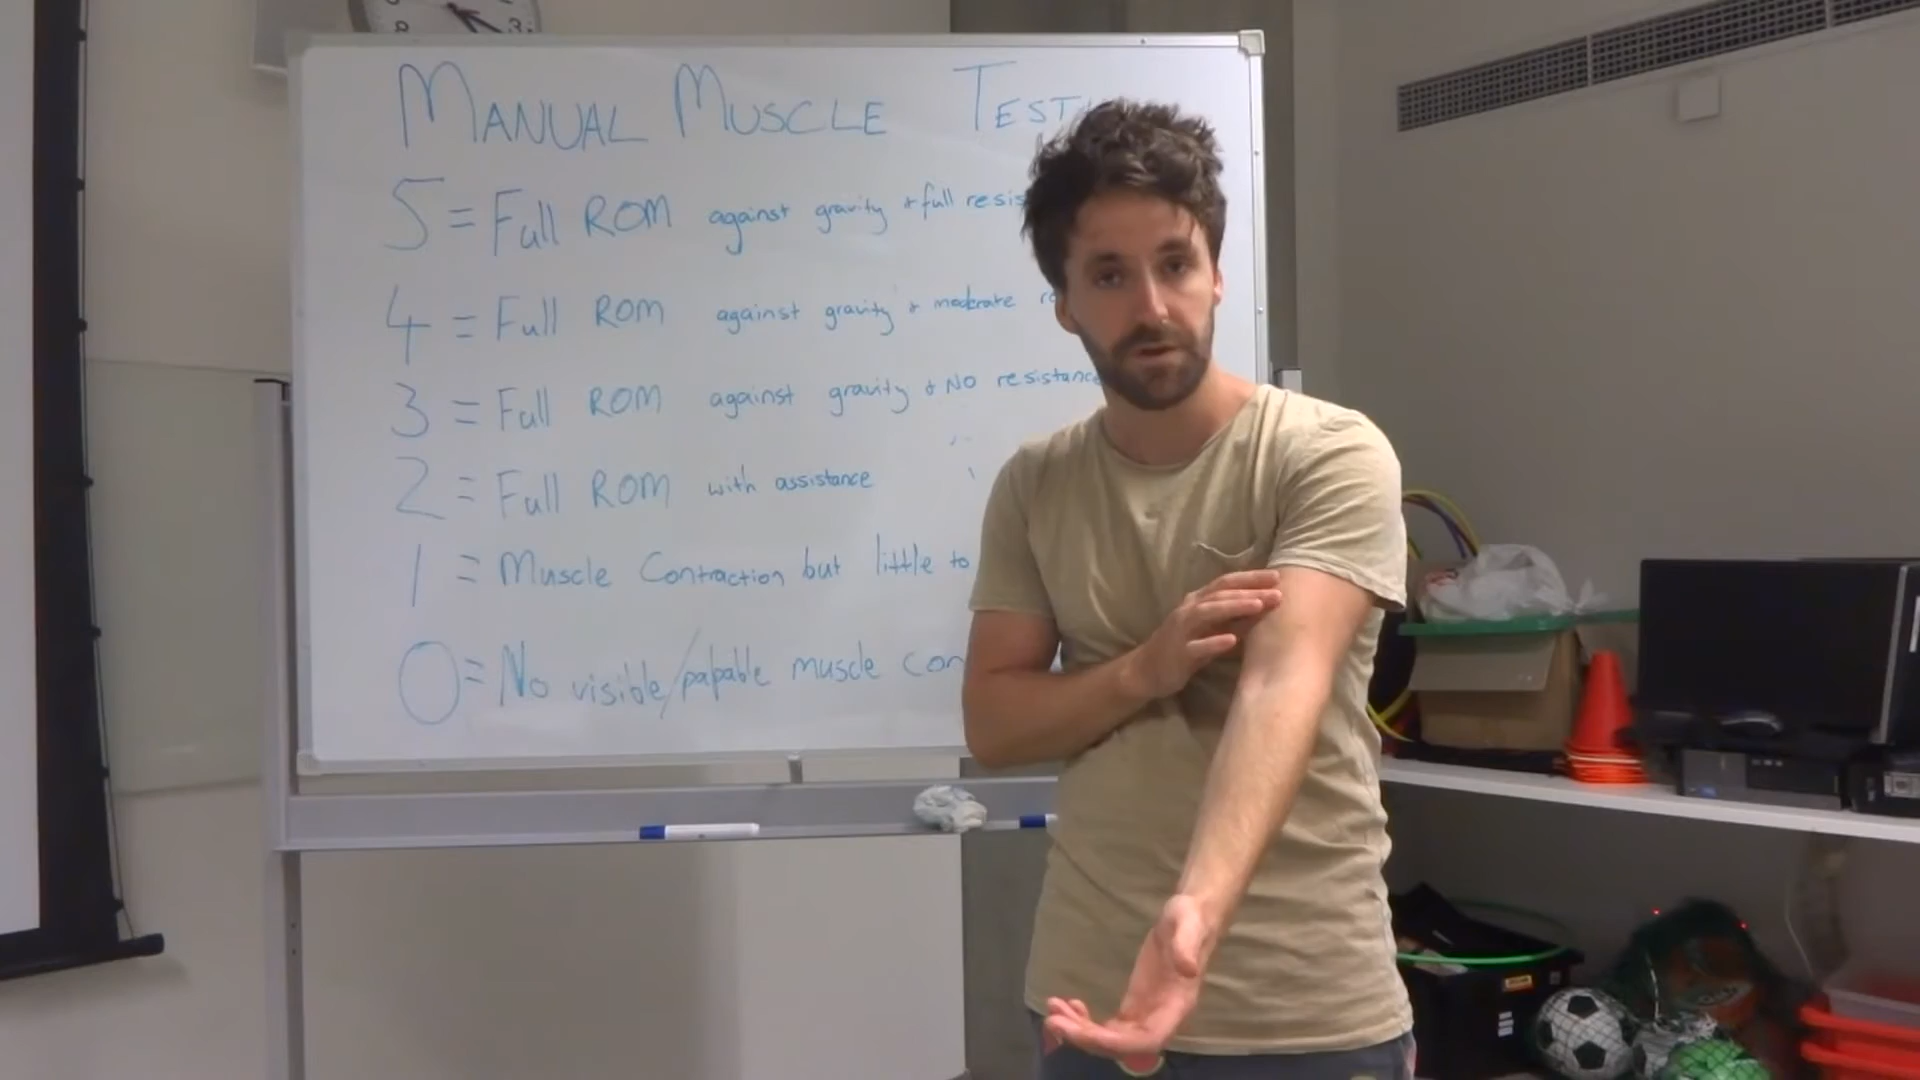 MANUAL MUSCLE TEST
5 = Full ROM against gravity + full resis
4 = Full ROM against gravity + moderate
3 = Full ROM against gravity + NO resistance
2 = Full ROM with assistance
1 = Muscle Contraction but little to
0 = No visible/papable muscle con